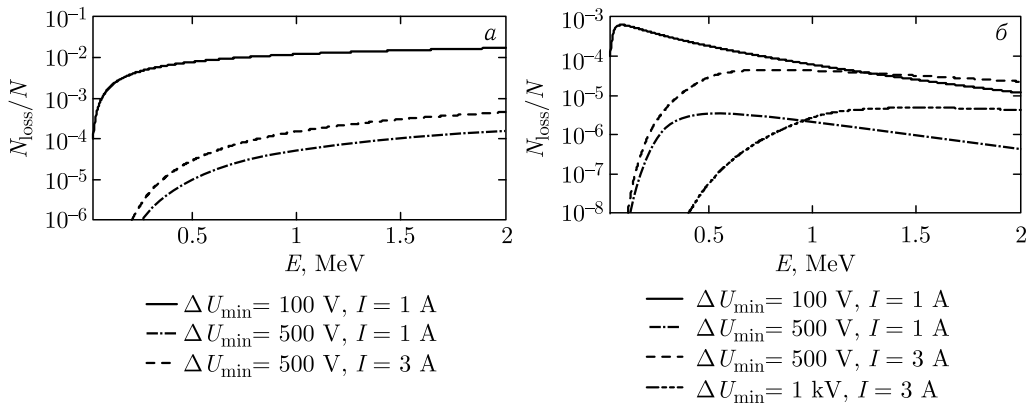 10⁻¹
10⁻²
10⁻³
10⁻⁴
10⁻⁵
10⁻⁶
N_loss/N
a
0.5 1 1.5 2
E, MeV
ΔU_min = 100 V, I = 1 A
ΔU_min = 500 V, I = 1 A
ΔU_min = 500 V, I = 3 A
10⁻³
10⁻⁴
10⁻⁵
10⁻⁶
10⁻⁷
10⁻⁸
N_loss/N
б
0.5 1 1.5 2
E, MeV
ΔU_min = 100 V, I = 1 A
ΔU_min = 500 V, I = 1 A
ΔU_min = 500 V, I = 3 A
ΔU_min = 1 kV, I = 3 A